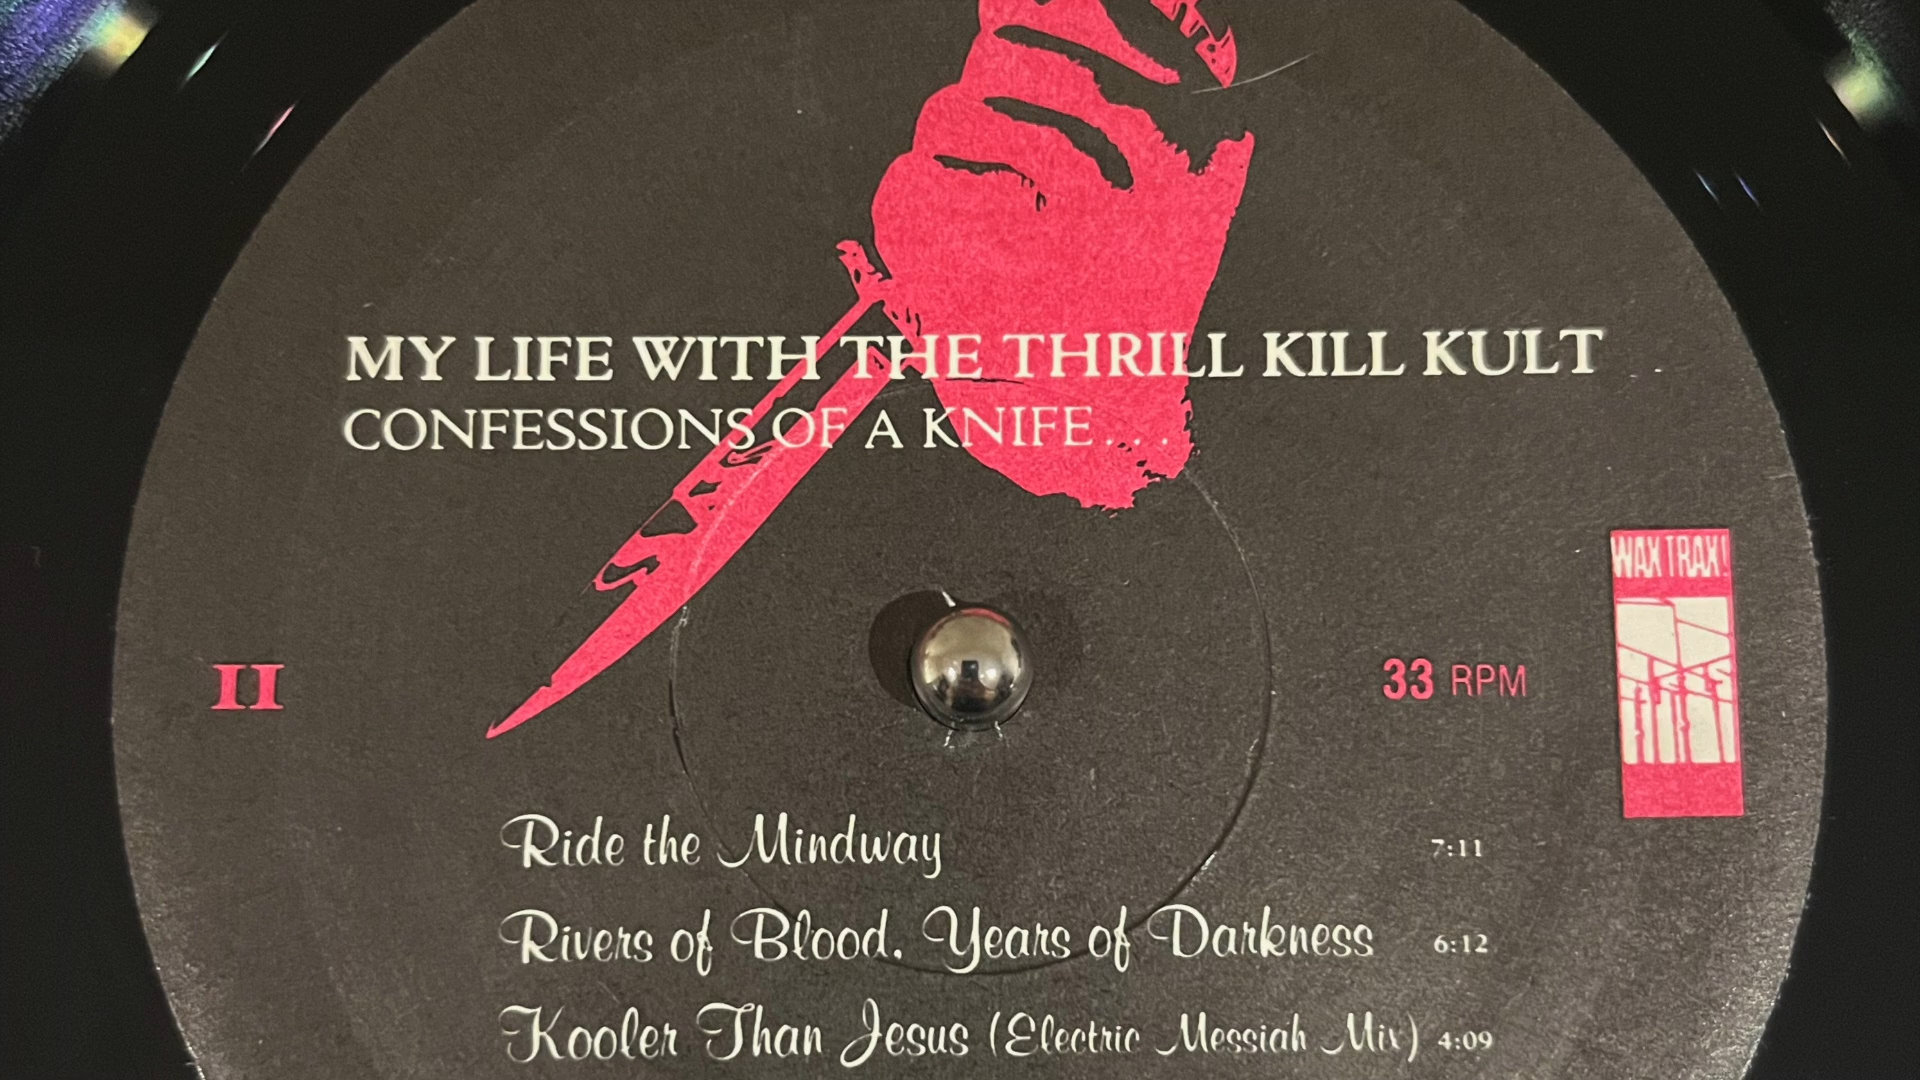 MY LIFE WITH THE THRILL KILL KULT
CONFESSIONS OF A KNIFE...
WAX TRAX!
II
33 RPM
Ride the Mindway 7:11
Rivers of Blood. Years of Darkness 6:12
Kooler Than Jesus (Electric Messiah Mix) 4:09